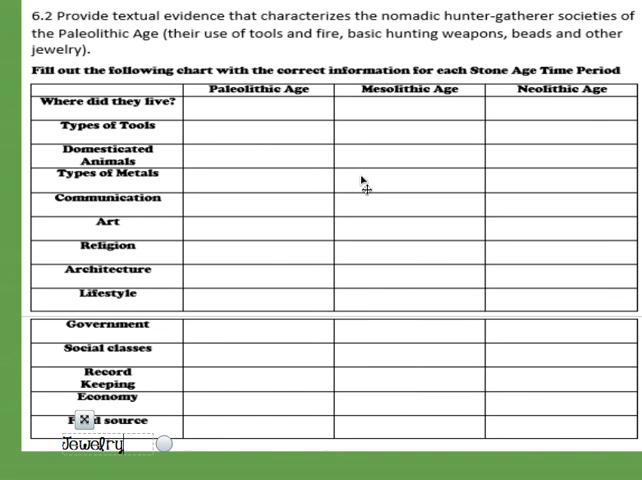 6.2 Provide textual evidence that characterizes the nomadic hunter-gatherer societies of
the Paleolithic Age (their use of tools and fire, basic hunting weapons, beads and other
jewelry).
Fill out the following chart with the correct information for each Stone Age Time Period
Paleolithic Age Mesolithic Age Neolithic Age
Where did they live?
Types of Tools
Domesticated
Animals
Types of Metals
Communication
Art
Religion
Architecture
Lifestyle
Government
Social classes
Record
Keeping
Economy
source
Jewelry